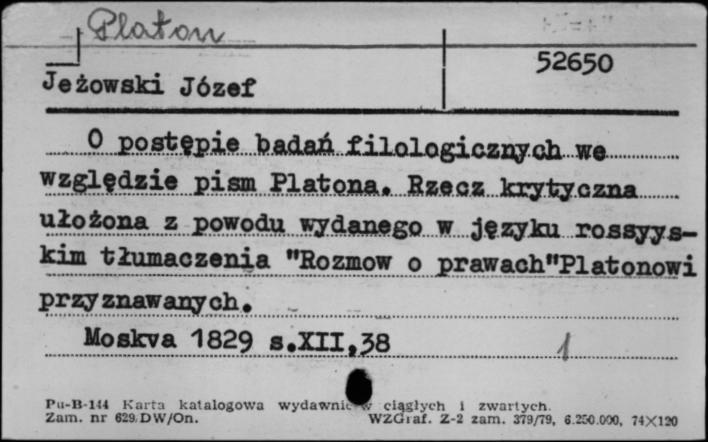 Platon
52650
Jeżowski Józef
O postępie badań filologicznych we
względzie pism Platona. Rzecz krytyczna
ułożona z powodu wydanego w języku rossyys-
kim tłumaczenia "Rozmow o prawach"Platonowi
przyznawanych.
Moskva 1829 s.XII,38
1
Pu-B-144 Karta katalogowa wydawnic w ciągłych i zwartych.
Zam. nr 629/DW/On. WZGraf. Z-2 zam. 379/79, 6.250.000, 74×120